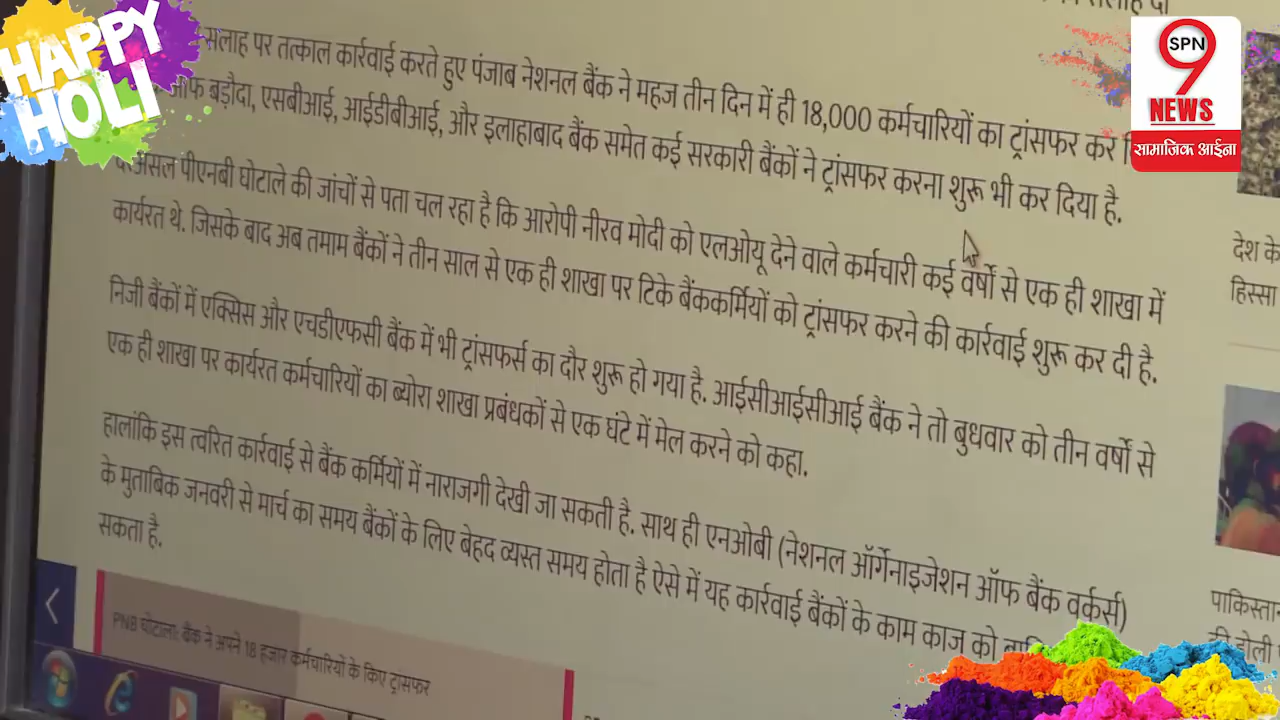 HAPPY
HOLI
SPN
9
NEWS
सामाजिक आईना
सलाह पर तत्काल कार्रवाई करते हुए पंजाब नेशनल बैंक ने महज तीन दिन में ही 18,000 कर्मचारियों का ट्रांसफर कर
बड़ौदा, एसबीआई, आईडीबीआई, और इलाहाबाद बैंक समेत कई सरकारी बैंकों ने ट्रांसफर करना शुरू भी कर दिया है.
पीएनबी घोटाले की जांचों से पता चल रहा है कि आरोपी नीरव मोदी को एलओयू देने वाले कर्मचारी कई वर्षों से एक ही शाखा में
कार्यरत थे. जिसके बाद अब तमाम बैंकों ने तीन साल से एक ही शाखा पर टिके बैंककर्मियों को ट्रांसफर करने की कार्रवाई शुरू कर दी है.
निजी बैंकों में एक्सिस और एचडीएफसी बैंक में भी ट्रांसफर्स का दौर शुरू हो गया है. आईसीआईसीआई बैंक ने तो बुधवार को तीन वर्षों से
एक ही शाखा पर कार्यरत कर्मचारियों का ब्योरा शाखा प्रबंधकों से एक घंटे में मेल करने को कहा.
हालांकि इस त्वरित कार्रवाई से बैंक कर्मियों में नाराजगी देखी जा सकती है. साथ ही एनओबी (नेशनल ऑर्गेनाइजेशन ऑफ बैंक वर्कर्स)
के मुताबिक जनवरी से मार्च का समय बैंकों के लिए बेहद व्यस्त समय होता है ऐसे में यह कार्रवाई बैंकों के काम काज को
सकता है.
PNB घोटाला: बैंक ने अपने 18 हजार कर्मचारियों के किए ट्रांसफर
देश के
हिस्सा